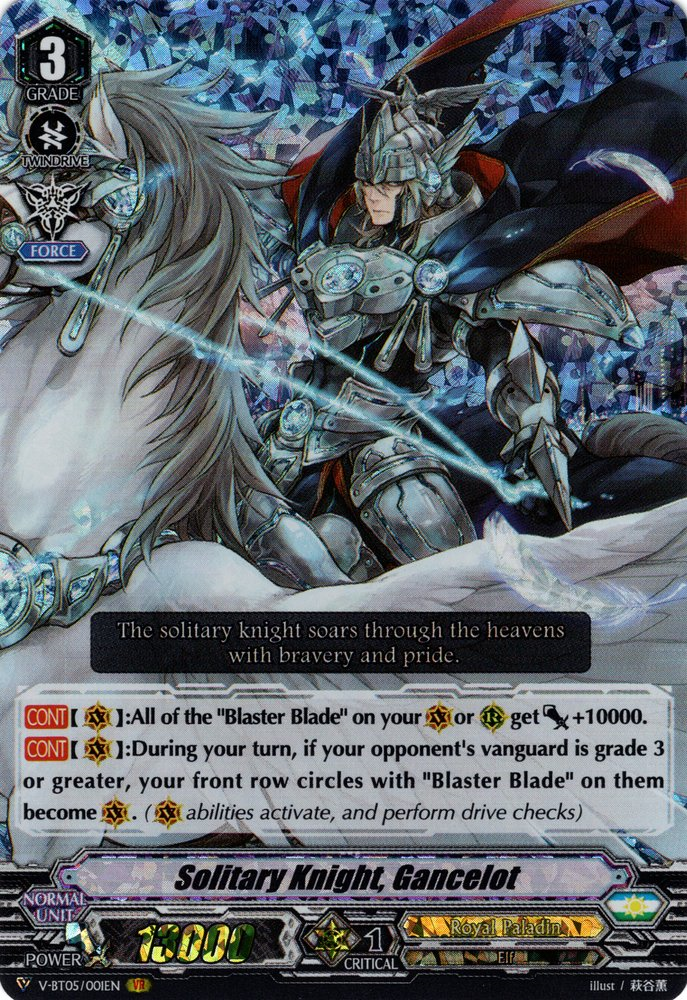 3
GRADE
TWINDRIVE
FORCE
The solitary knight soars through the heavens
with bravery and pride.
CONT【 】:All of the "Blaster Blade" on your or R get +10000.
CONT【 】:During your turn, if your opponent's vanguard is grade 3
or greater, your front row circles with "Blaster Blade" on them
become . ( abilities activate, and perform drive checks)
Solitary Knight, Gancelot
NORMAL
UNIT
POWER 13000
1
CRITICAL
Royal Paladin
Elf
V-BT05/001EN VR
illust / 萩谷薫